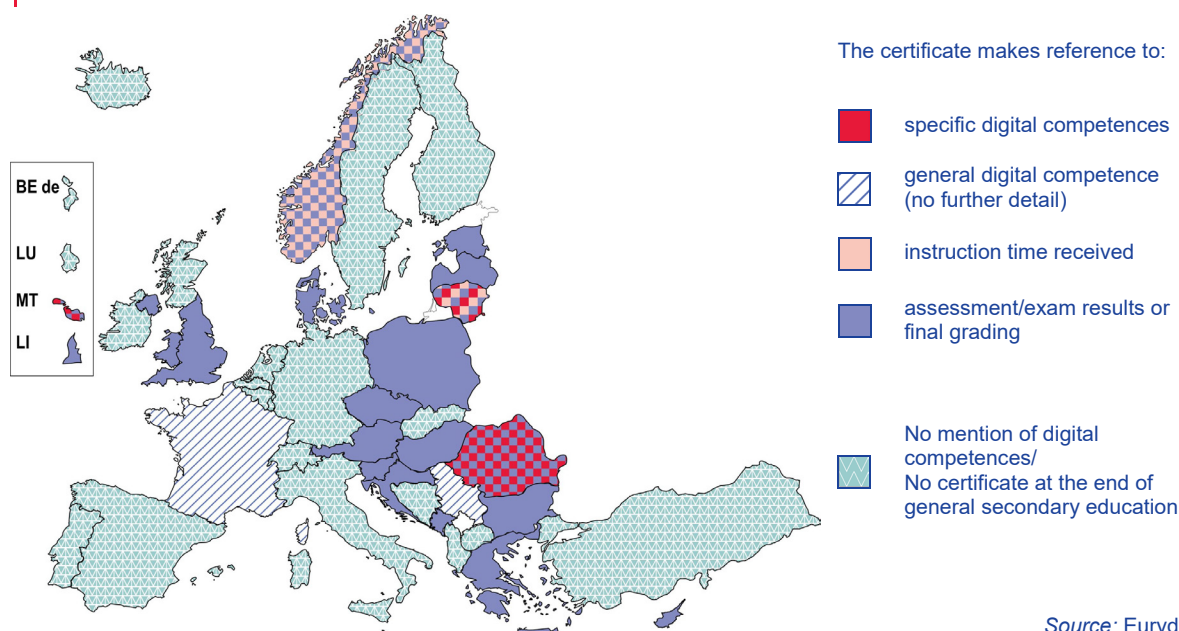 The certificate makes reference to:
specific digital competences
general digital competence
(no further detail)
instruction time received
assessment/exam results or
final grading
No mention of digital
competences/
No certificate at the end of
general secondary education
BE de
LU
MT
LI
Source: Euryd